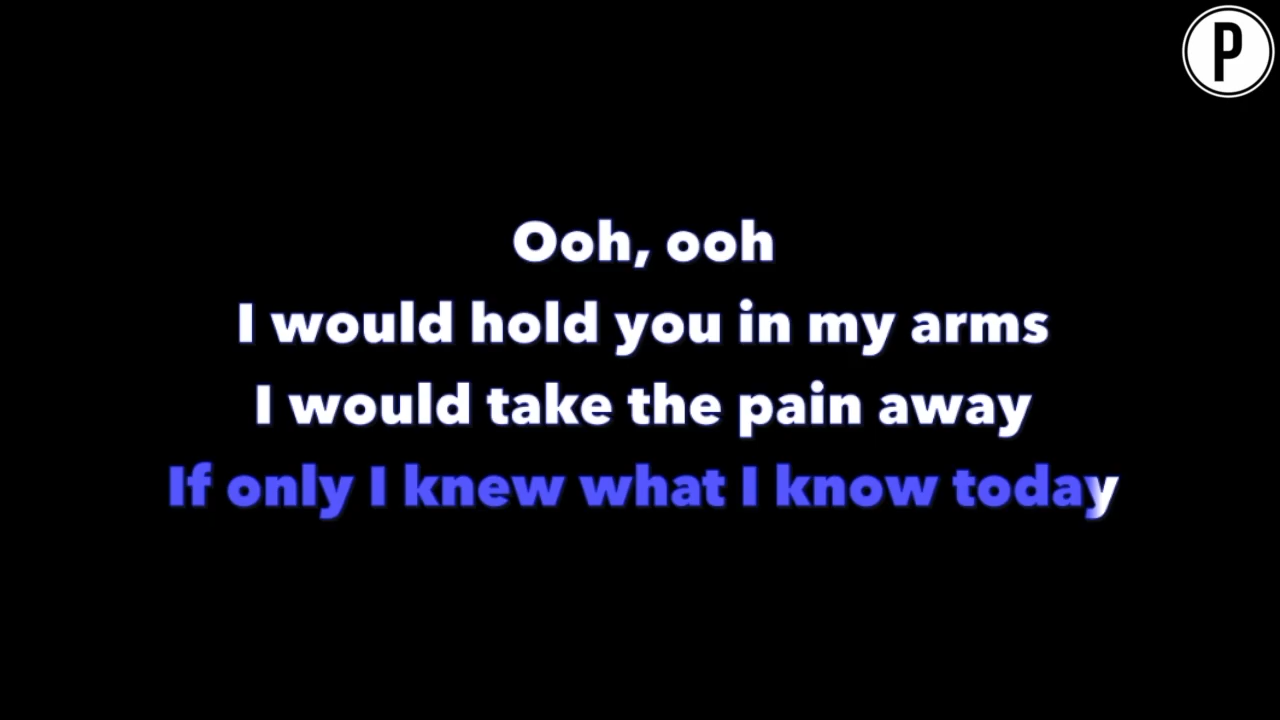 P
Ooh, ooh
I would hold you in my arms
I would take the pain away
If only I knew what I know today